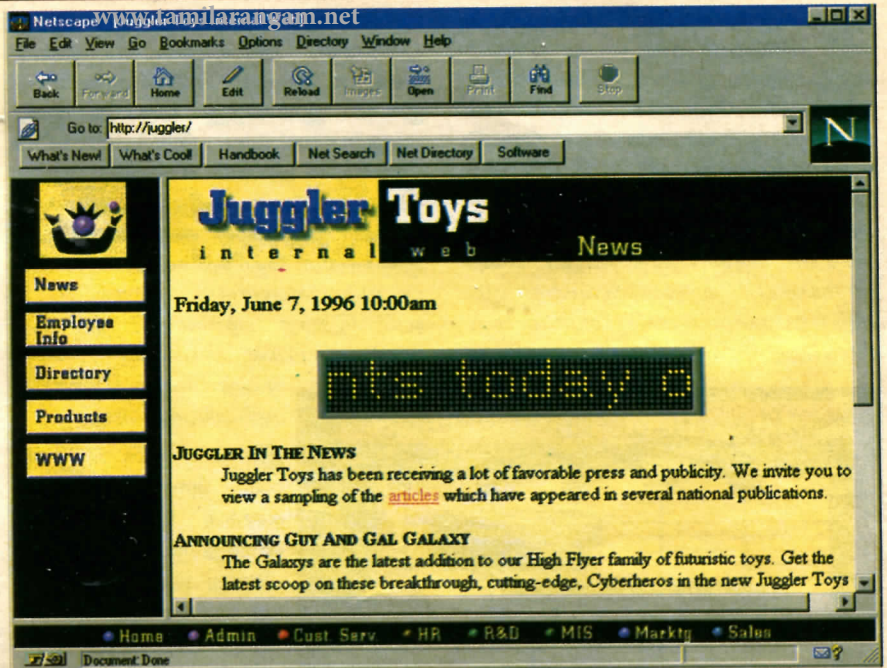 www.tamilarangam.net
Netscape - [Juggler Toys Internal Web]
File Edit View Go Bookmarks Options Directory Window Help
Back Forward Home Edit Reload Images Open Print Find Stop
Go to: http://juggler/
N
What's New! What's Cool! Handbook Net Search Net Directory Software
Juggler Toys
internal web News
News
Employee
Info
Directory
Products
WWW
Friday, June 7, 1996 10:00am
nts today o
JUGGLER IN THE NEWS
Juggler Toys has been receiving a lot of favorable press and publicity. We invite you to
view a sampling of the articles which have appeared in several national publications.
ANNOUNCING GUY AND GAL GALAXY
The Galaxys are the latest addition to our High Flyer family of futuristic toys. Get the
latest scoop on these breakthrough, cutting-edge, Cyberheros in the new Juggler Toys
Home Admin Cust. Serv. HR R&D MIS Marktg Sales
Document: Done